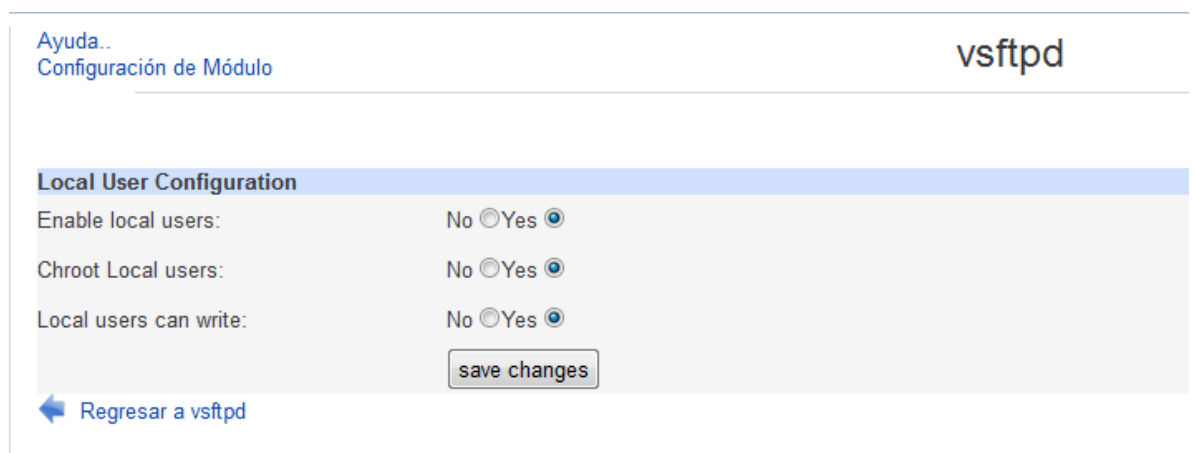 Ayuda..
Configuración de Módulo
vsftpd
Local User Configuration
Enable local users: No Yes
Chroot Local users: No Yes
Local users can write: No Yes
save changes
Regresar a vsftpd